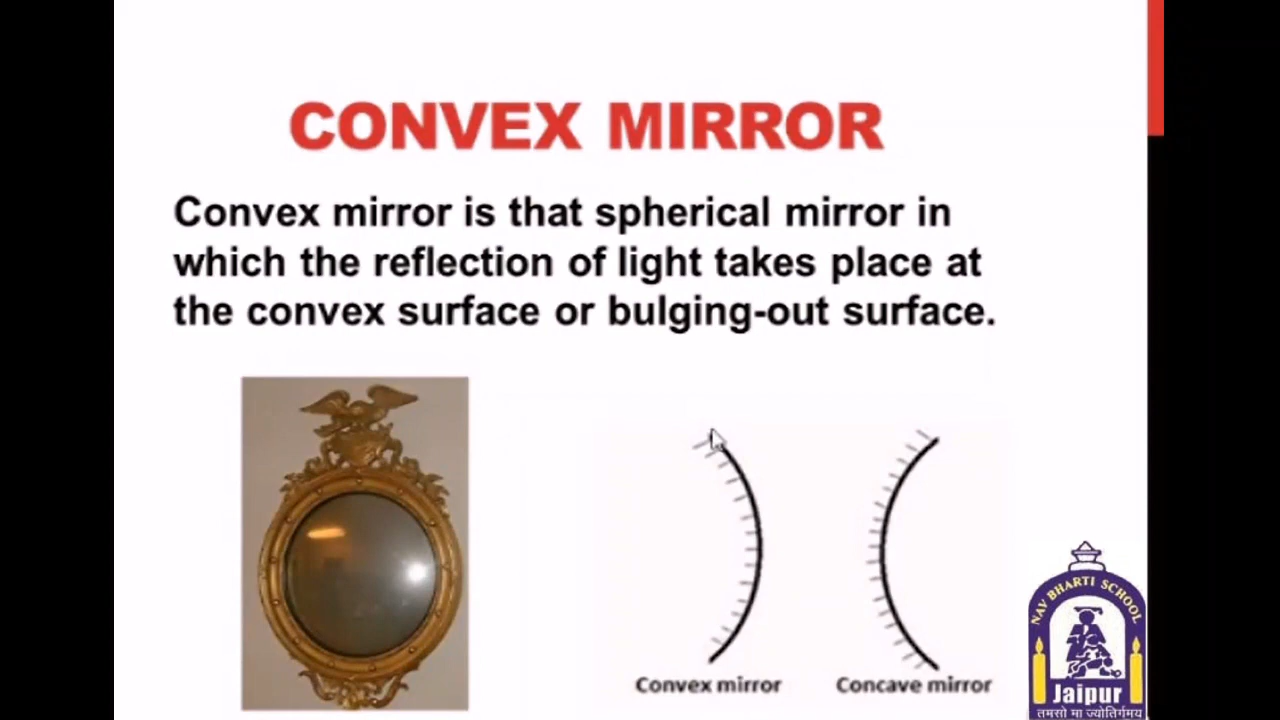 CONVEX MIRROR
Convex mirror is that spherical mirror in
which the reflection of light takes place at
the convex surface or bulging-out surface.
Convex mirror
Concave mirror
NAV BHARTI SCHOOL
Jaipur
तमसो मा ज्योतिर्गमय